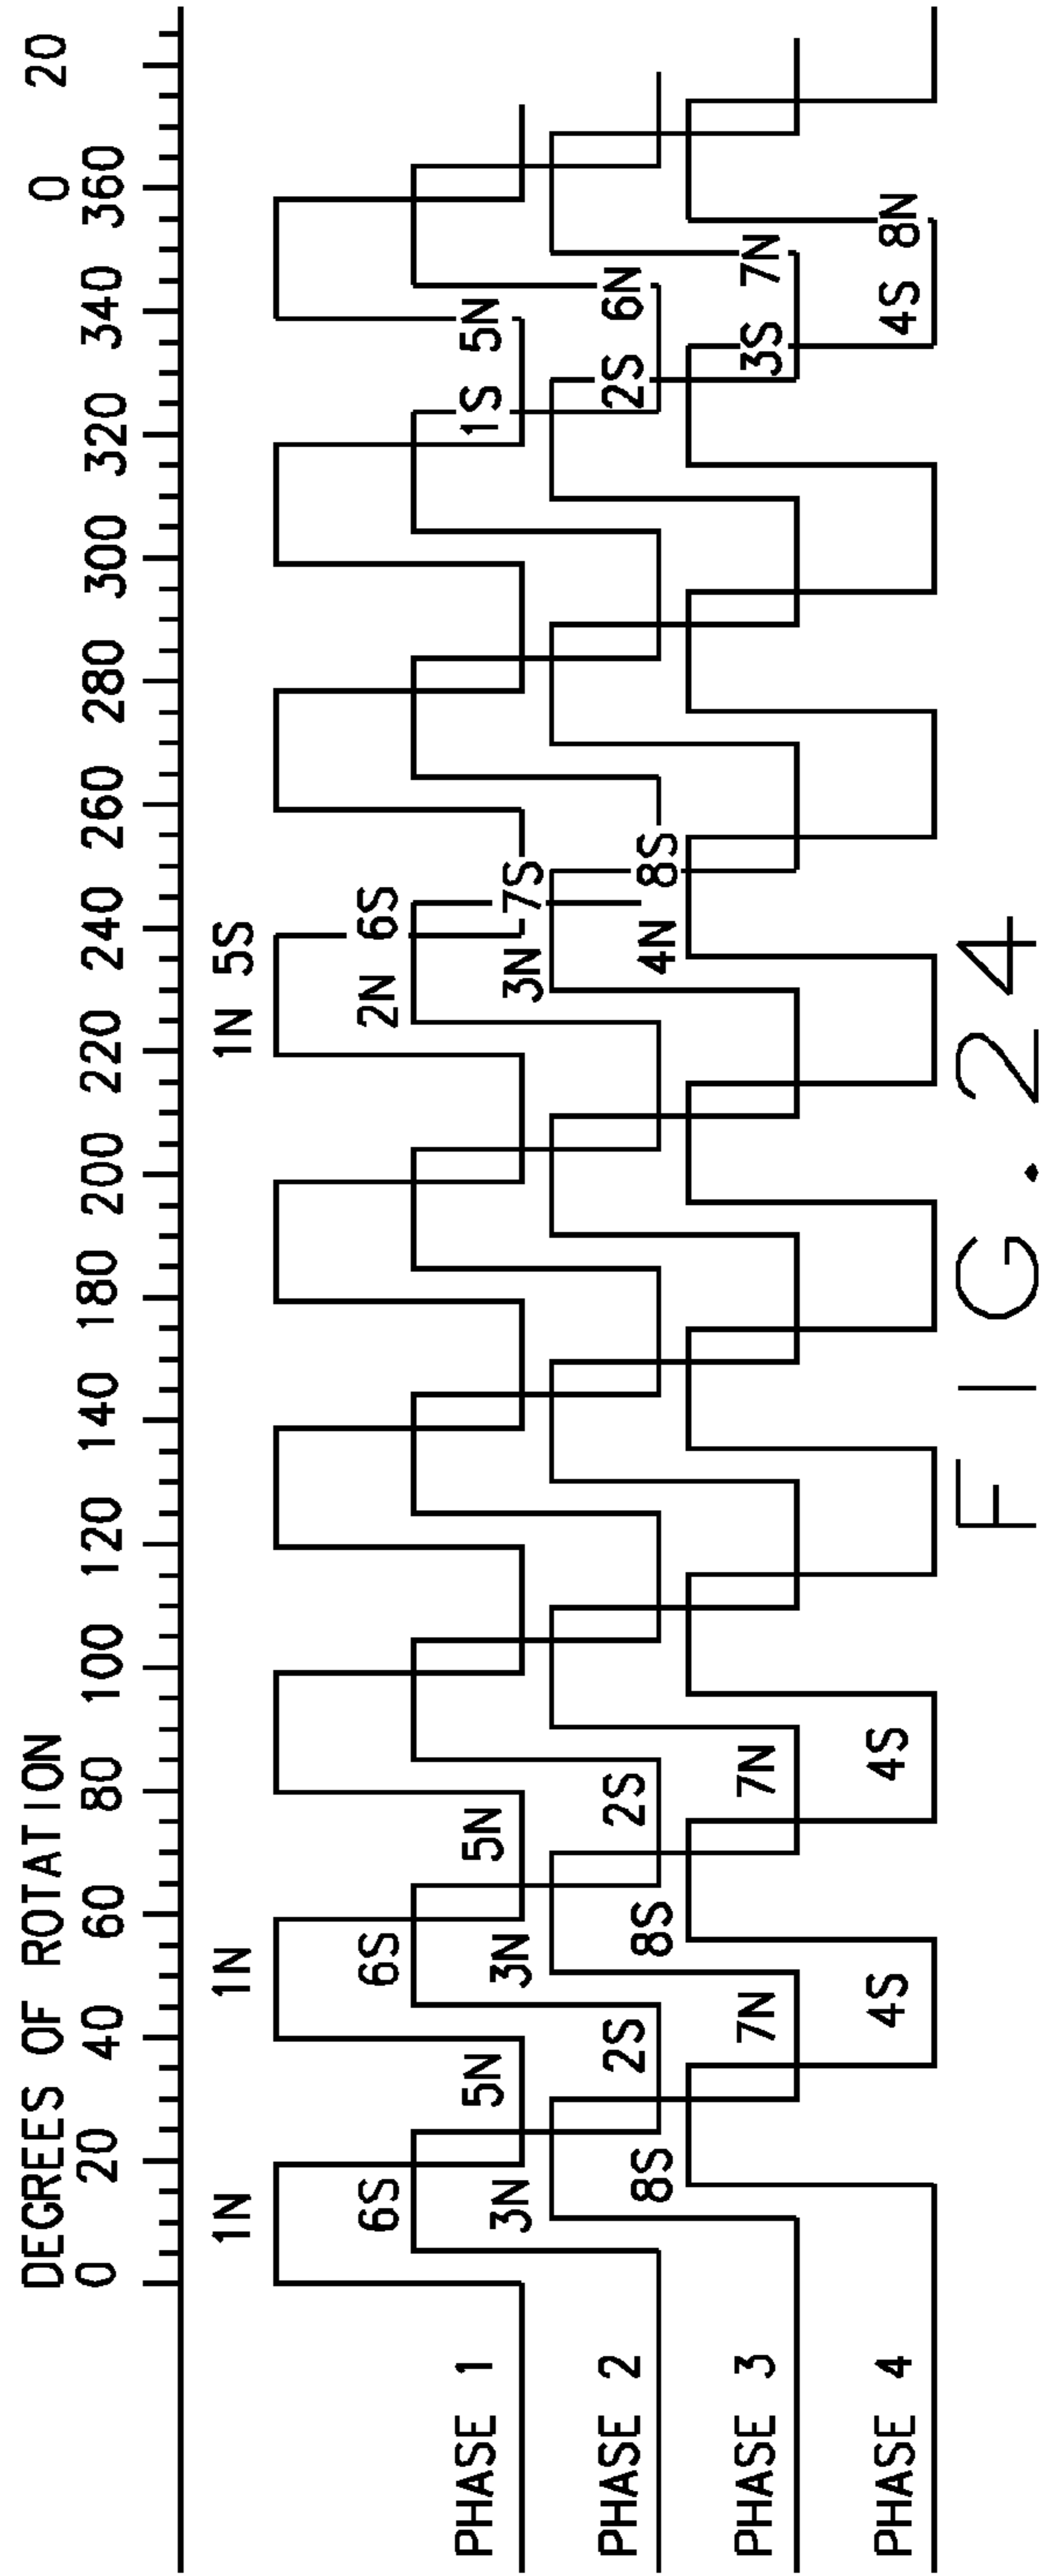 DEGREES OF ROTATION
0 20
0 20 40 60 80 100 120 140 180 200 220 240 260 280 300 320 340 360
1N 1N 1N 5S
6S 6S 2N 6S
PHASE 1 5N 5N 1S 5N
3N 3N 3N 7S
PHASE 2 2S 2S 2S 6N
8S 8S 4N 8S
PHASE 3 7N 7N 3S 7N
PHASE 4 4S 4S 4S 8N
FIG.24